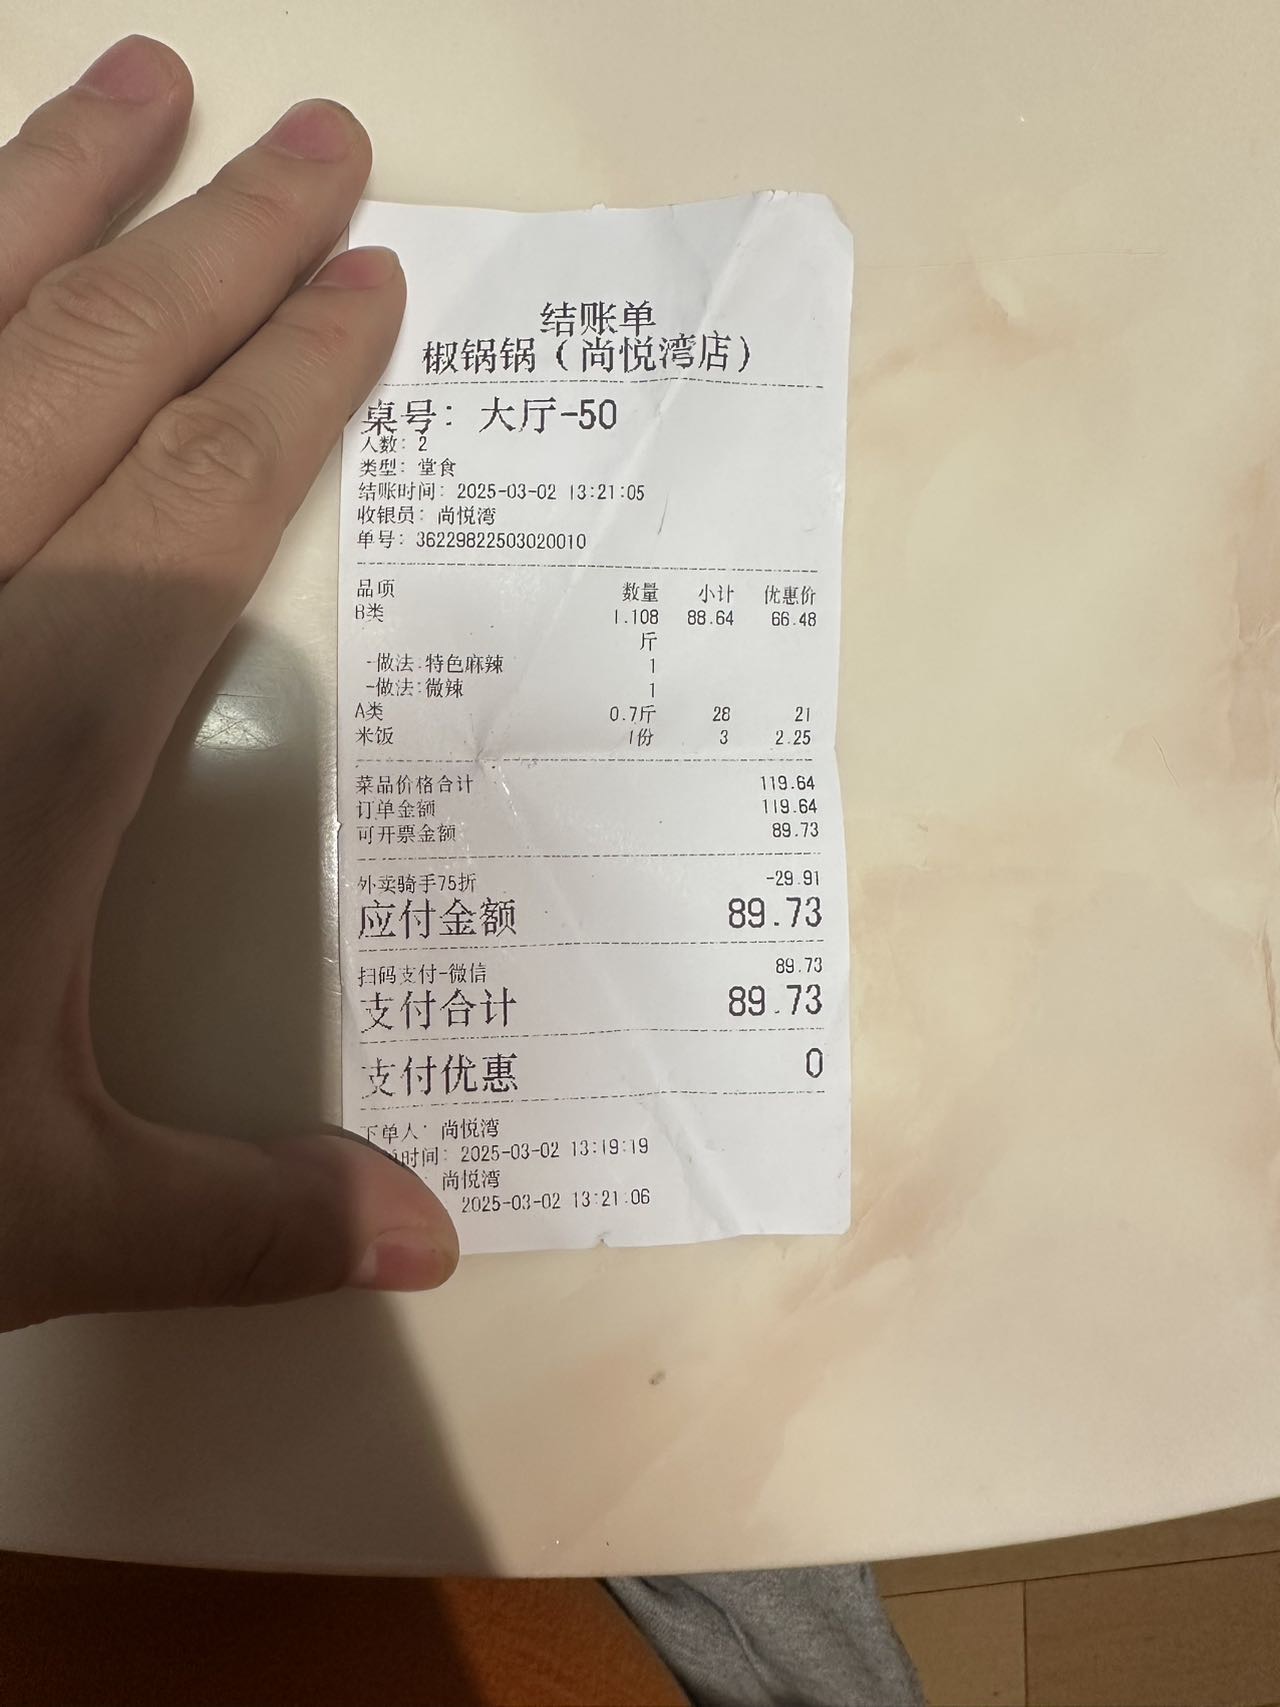 结账单
椒锅锅(尚悦湾店)
桌号: 大厅-50
人数: 2
类型: 堂食
结账时间: 2025-03-02 13:21:05
收银员: 尚悦湾
单号: 36229822503020010
品项 数量 小计 优惠价
B类 1.108 88.64 66.48
斤
-做法:特色麻辣 1
-做法:微辣 1
A类 0.7斤 28 21
米饭 1份 3 2.25
菜品价格合计 119.64
订单金额 119.64
可开票金额 89.73
外卖骑手75折 -29.91
应付金额 89.73
扫码支付-微信 89.73
支付合计 89.73
支付优惠 0
下单人: 尚悦湾
时间: 2025-03-02 13:19:19
尚悦湾
2025-03-02 13:21:06